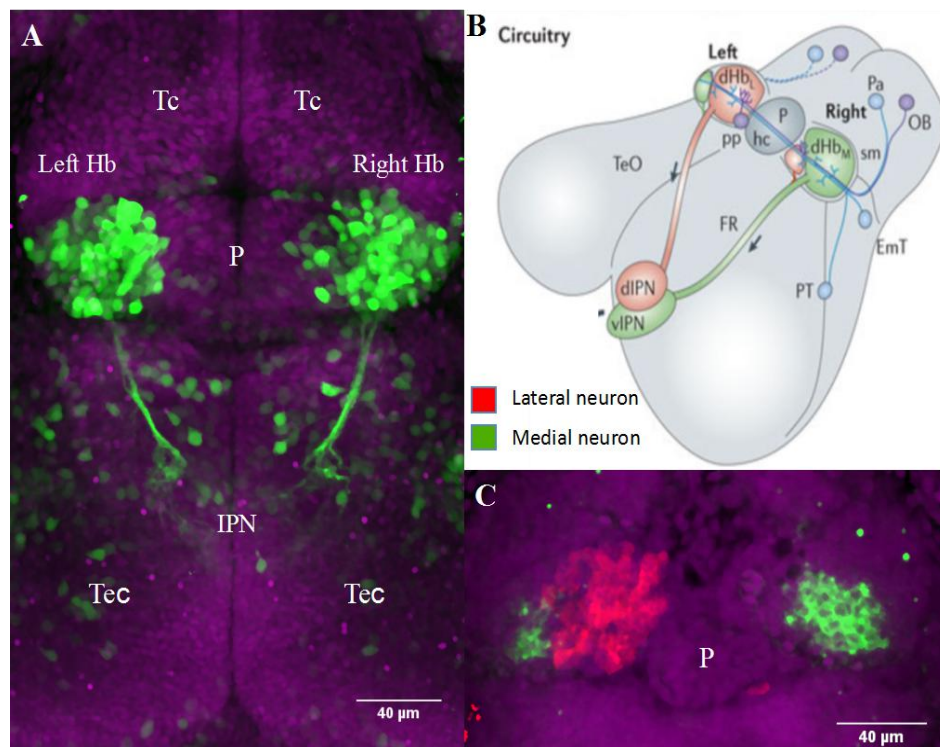 A
Tc Tc
Left Hb Right Hb
P
IPN
Tec Tec
40 µm
B
Circuitry
Left
dHbL
Pa
Right
OB
P
pp hc dHbM sm
TeO
FR
EmT
dIPN PT
vIPN
Lateral neuron
Medial neuron
C
P
40 µm